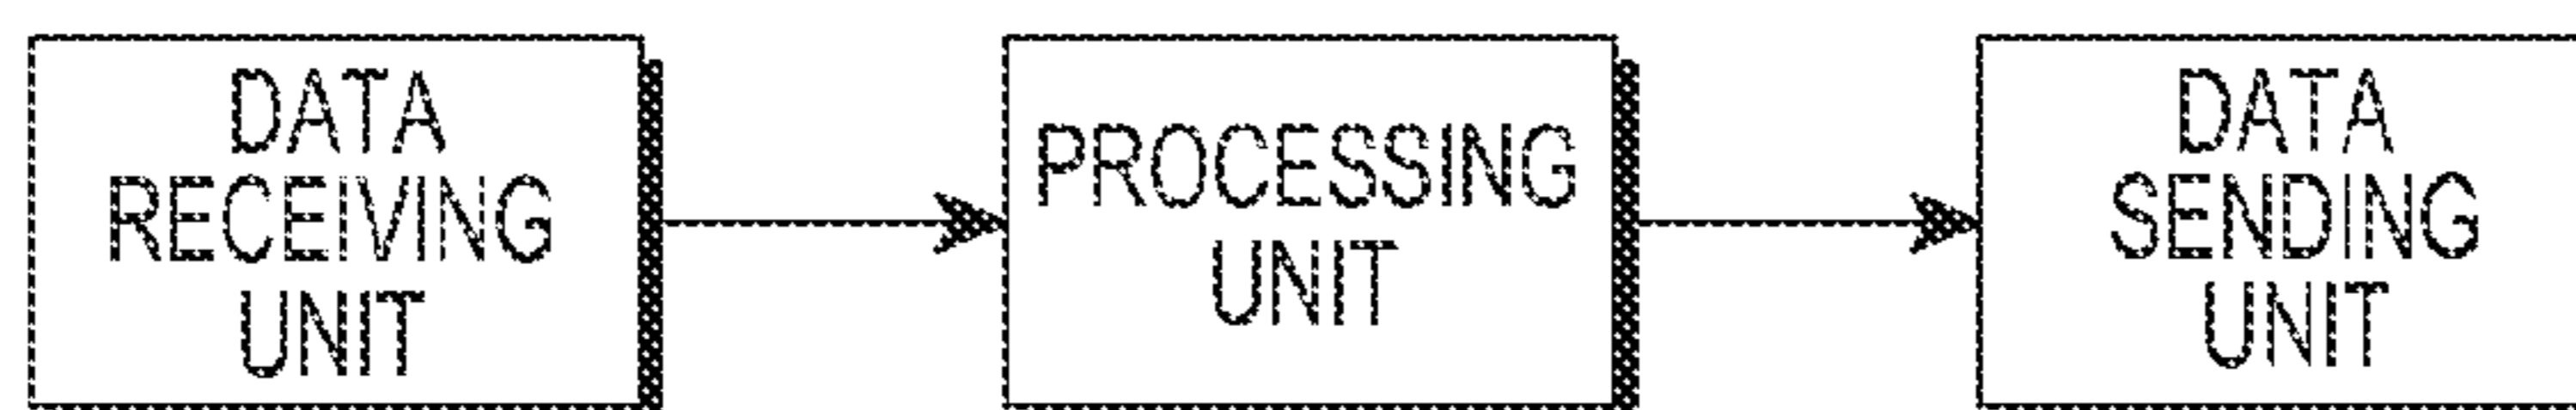 DATA
RECEIVING
UNIT
PROCESSING
UNIT
DATA
SENDING
UNIT